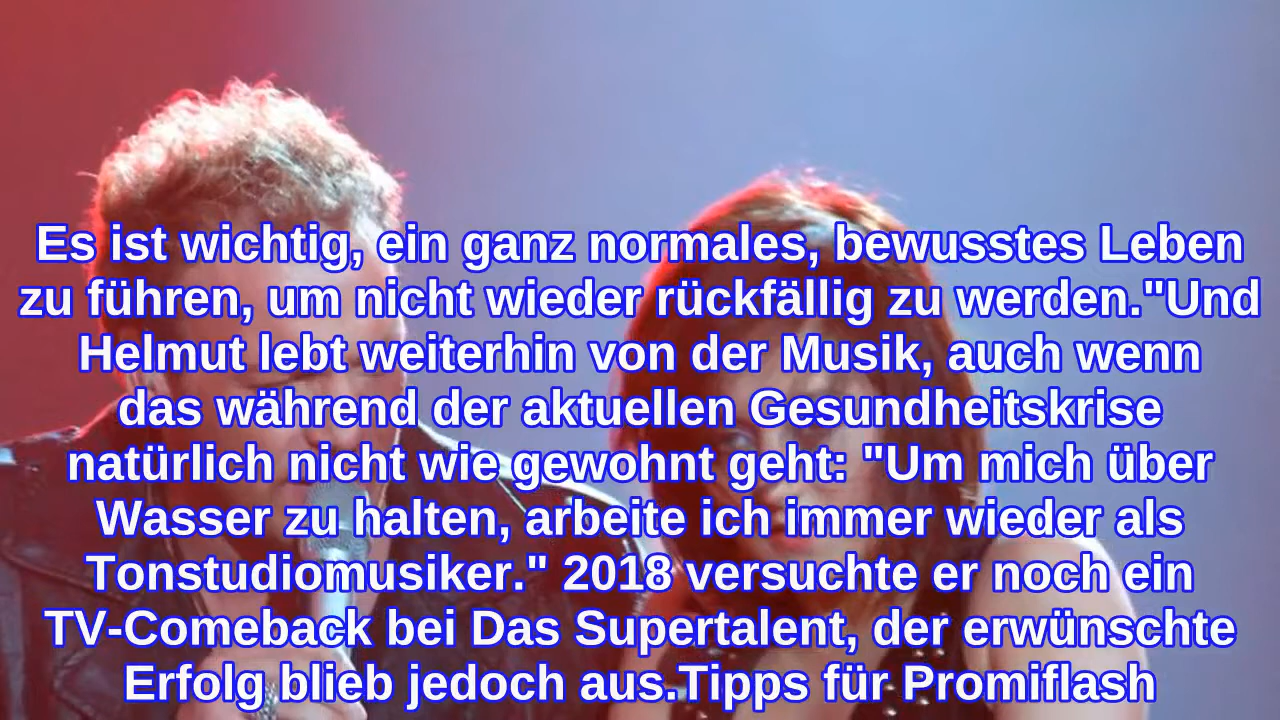 Es ist wichtig, ein ganz normales, bewusstes Leben
zu führen, um nicht wieder rückfällig zu werden."Und
Helmut lebt weiterhin von der Musik, auch wenn
das während der aktuellen Gesundheitskrise
natürlich nicht wie gewohnt geht: "Um mich über
Wasser zu halten, arbeite ich immer wieder als
Tonstudiomusiker." 2018 versuchte er noch ein
TV-Comeback bei Das Supertalent, der erwünschte
Erfolg blieb jedoch aus.Tipps für Promiflash